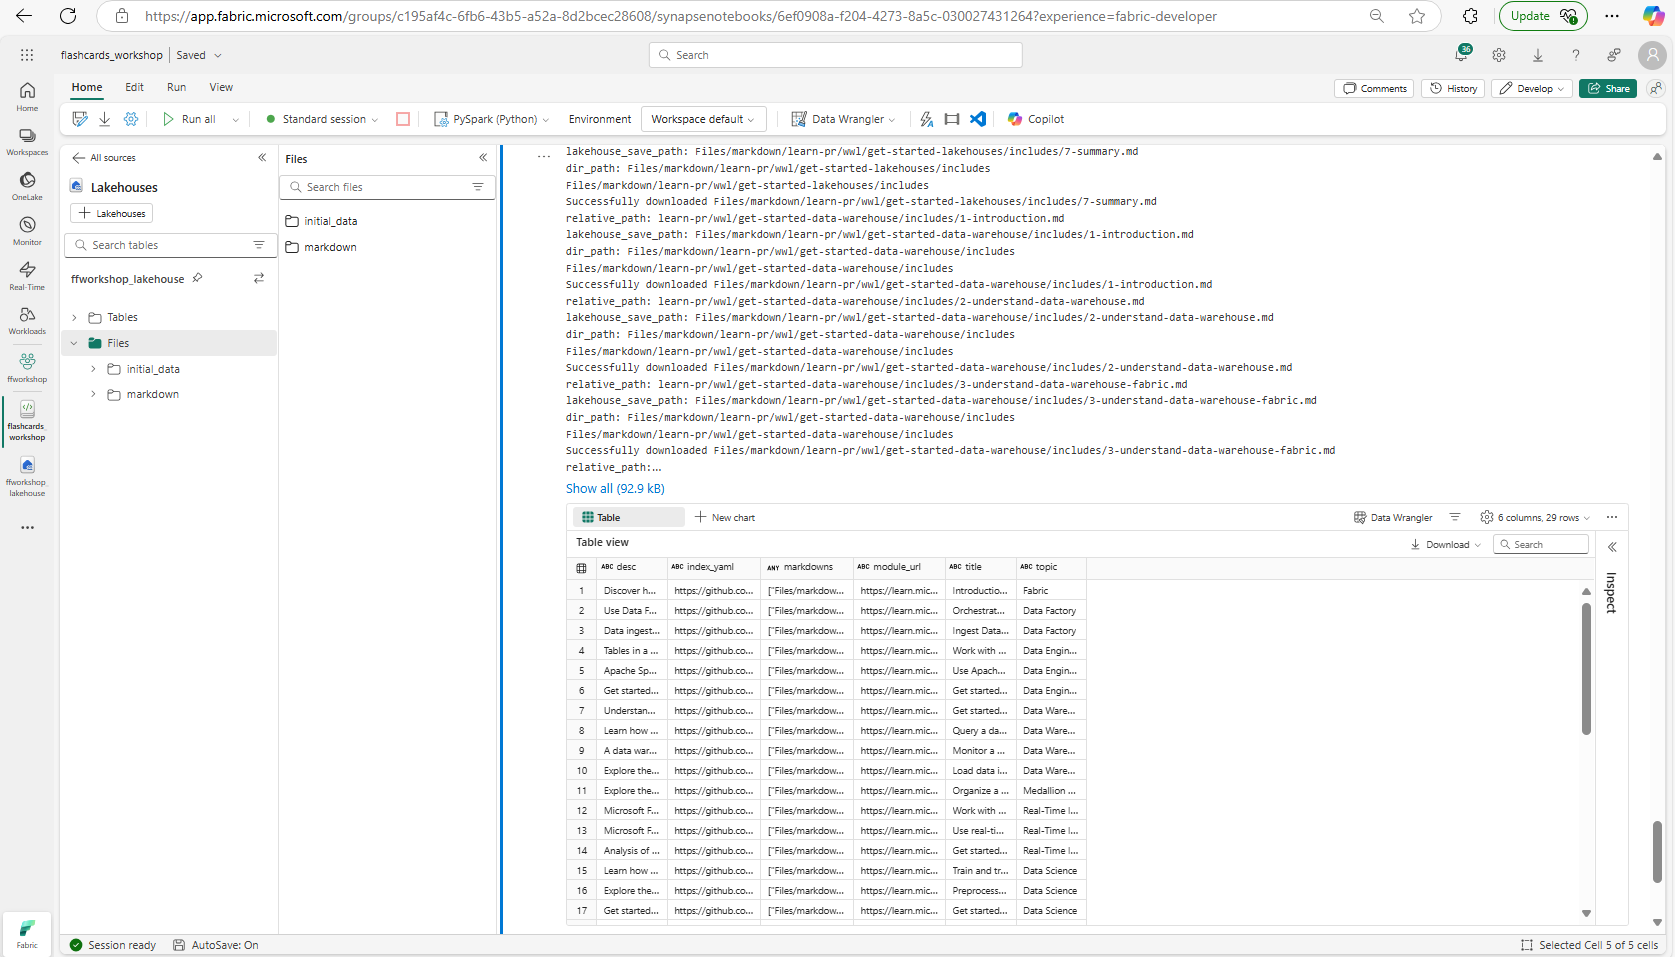 https://app.fabric.microsoft.com/groups/c195af4c-6fb6-43b5-a52a-8d2bcec28608/synapsenotebooks/6ef0908a-f204-4273-8a5c-030027431264?experience=fabric-developer
Update
flashcards_workshop
Saved
Search
36
Home
Edit
Run
View
Comments
History
Develop
Share
Run all
Standard session
PySpark (Python)
Environment
Workspace default
Data Wrangler
Copilot
Home
Workspaces
OneLake
Monitor
Real-Time
Workloads
ffworkshop
flashcards_
workshop
ffworkshop_
lakehouse
Fabric
All sources
Lakehouses
Lakehouses
Search tables
ffworkshop_lakehouse
Tables
Files
initial_data
markdown
Files
Search files
initial_data
markdown
lakehouse_save_path: Files/markdown/learn-pr/wwl/get-started-lakehouses/includes/7-summary.md
dir_path: Files/markdown/learn-pr/wwl/get-started-lakehouses/includes
Files/markdown/learn-pr/wwl/get-started-lakehouses/includes
Successfully downloaded Files/markdown/learn-pr/wwl/get-started-lakehouses/includes/7-summary.md
relative_path: learn-pr/wwl/get-started-data-warehouse/includes/1-introduction.md
lakehouse_save_path: Files/markdown/learn-pr/wwl/get-started-data-warehouse/includes/1-introduction.md
dir_path: Files/markdown/learn-pr/wwl/get-started-data-warehouse/includes
Files/markdown/learn-pr/wwl/get-started-data-warehouse/includes
Successfully downloaded Files/markdown/learn-pr/wwl/get-started-data-warehouse/includes/1-introduction.md
relative_path: learn-pr/wwl/get-started-data-warehouse/includes/2-understand-data-warehouse.md
lakehouse_save_path: Files/markdown/learn-pr/wwl/get-started-data-warehouse/includes/2-understand-data-warehouse.md
dir_path: Files/markdown/learn-pr/wwl/get-started-data-warehouse/includes
Files/markdown/learn-pr/wwl/get-started-data-warehouse/includes
Successfully downloaded Files/markdown/learn-pr/wwl/get-started-data-warehouse/includes/2-understand-data-warehouse.md
relative_path: learn-pr/wwl/get-started-data-warehouse/includes/3-understand-data-warehouse-fabric.md
lakehouse_save_path: Files/markdown/learn-pr/wwl/get-started-data-warehouse/includes/3-understand-data-warehouse-fabric.md
dir_path: Files/markdown/learn-pr/wwl/get-started-data-warehouse/includes
Files/markdown/learn-pr/wwl/get-started-data-warehouse/includes
Successfully downloaded Files/markdown/learn-pr/wwl/get-started-data-warehouse/includes/3-understand-data-warehouse-fabric.md
relative_path:...
Show all (92.9 kB)
Table
New chart
Data Wrangler
6 columns, 29 rows
Table view
Download
Search
Inspect
ABC desc ABC index_yaml ANY markdowns ABC module_url ABC title ABC topic
1 Discover h... https://github.co... ["Files/markdow... https://learn.mic... Introductio... Fabric
2 Use Data F... https://github.co... ["Files/markdow... https://learn.mic... Orchestrat... Data Factory
3 Data ingest... https://github.co... ["Files/markdow... https://learn.mic... Ingest Data... Data Factory
4 Tables in a ... https://github.co... ["Files/markdow... https://learn.mic... Work with ... Data Engin...
5 Apache Sp... https://github.co... ["Files/markdow... https://learn.mic... Use Apach... Data Engin...
6 Get started... https://github.co... ["Files/markdow... https://learn.mic... Get started... Data Engin...
7 Understan... https://github.co... ["Files/markdow... https://learn.mic... Get started... Data Ware...
8 Learn how ... https://github.co... ["Files/markdow... https://learn.mic... Query a da... Data Ware...
9 A data war... https://github.co... ["Files/markdow... https://learn.mic... Monitor a ... Data Ware...
10 Explore the... https://github.co... ["Files/markdow... https://learn.mic... Load data i... Data Ware...
11 Explore the... https://github.co... ["Files/markdow... https://learn.mic... Organize a ... Medallion ...
12 Microsoft F... https://github.co... ["Files/markdow... https://learn.mic... Work with ... Real-Time I...
13 Microsoft F... https://github.co... ["Files/markdow... https://learn.mic... Use real-ti... Real-Time I...
14 Analysis of ... https://github.co... ["Files/markdow... https://learn.mic... Get started... Real-Time I...
15 Learn how ... https://github.co... ["Files/markdow... https://learn.mic... Train and tr... Data Science
16 Explore the... https://github.co... ["Files/markdow... https://learn.mic... Preprocess... Data Science
17 Get started... https://github.co... ["Files/markdow... https://learn.mic... Get started... Data Science
Session ready
AutoSave: On
Selected Cell 5 of 5 cells